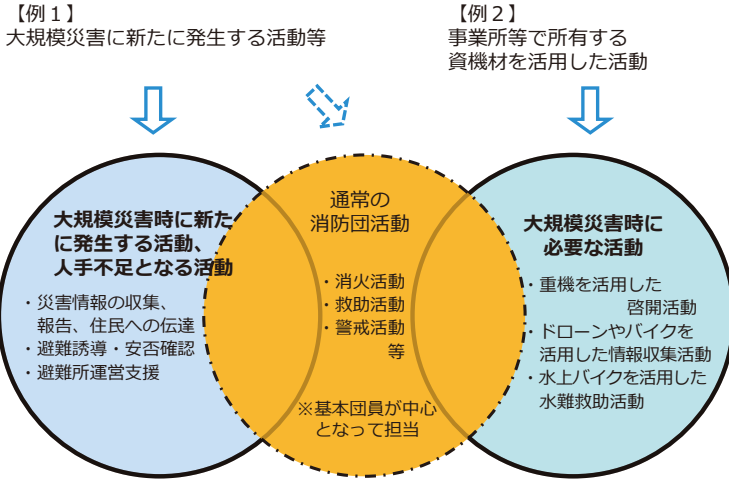 【例１】
大規模災害に新たに発生する活動等
【例２】
事業所等で所有する
資機材を活用した活動
大規模災害時に新た
に発生する活動、
人手不足となる活動
・災害情報の収集、
報告、住民への伝達
・避難誘導・安否確認
・避難所運営支援
通常の
消防団活動
・消火活動
・救助活動
・警戒活動
等
※基本団員が中心
となって担当
大規模災害時に
必要な活動
・重機を活用した
啓開活動
・ドローンやバイクを
活用した情報収集活動
・水上バイクを活用した
水難救助活動